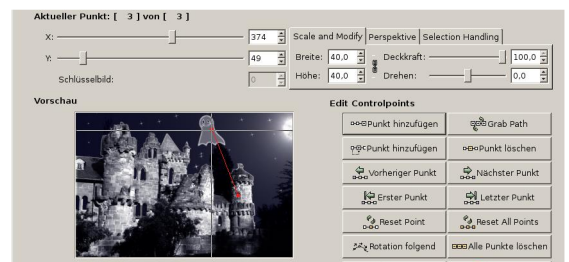 Aktueller Punkt: [ 3 ] von [ 3 ]
X: 374
Scale and Modify Perspektive Selection Handling
Y: 49
Breite: 40,0 Deckkraft: 100,0
Schlüsselbild: 0
Höhe: 40,0 Drehen: 0,0
Vorschau
Edit Controlpoints
Punkt hinzufügen Grab Path
Punkt hinzufügen Punkt löschen
Vorheriger Punkt Nächster Punkt
Erster Punkt Letzter Punkt
Reset Point Reset All Points
Rotation folgend Alle Punkte löschen